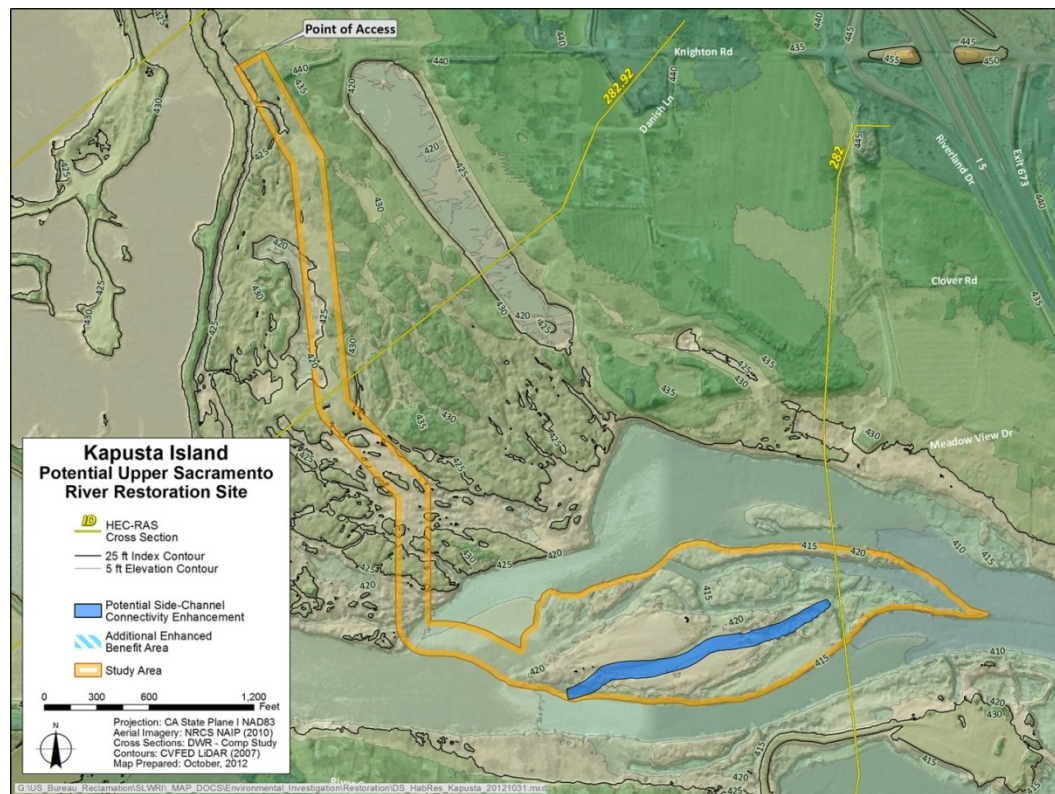 Point of Access
Knighton Rd
Danish Ln
282.92
282
Riverland Dr
I 5
Exit 673
Clover Rd
Meadow View Dr
440
435
425
420
430
415
410
445
455
450
Kapusta Island
Potential Upper Sacramento
River Restoration Site
ID
HEC-RAS
Cross Section
25 ft Index Contour
5 ft Elevation Contour
Potential Side-Channel
Connectivity Enhancement
Additional Enhanced
Benefit Area
Study Area
0 300 600 1,200
Feet
N
Projection: CA State Plane I NAD83
Aerial Imagery: NRCS NAIP (2010)
Cross Sections: DWR - Comp Study
Contours: CVFED LiDAR (2007)
Map Prepared: October, 2012
G:\US_Bureau_Reclamation\SLWRI\_MAP_DOCS\Environmental_Investigation\Restoration\DS_HabRes_Kapusta_20121031.mxd